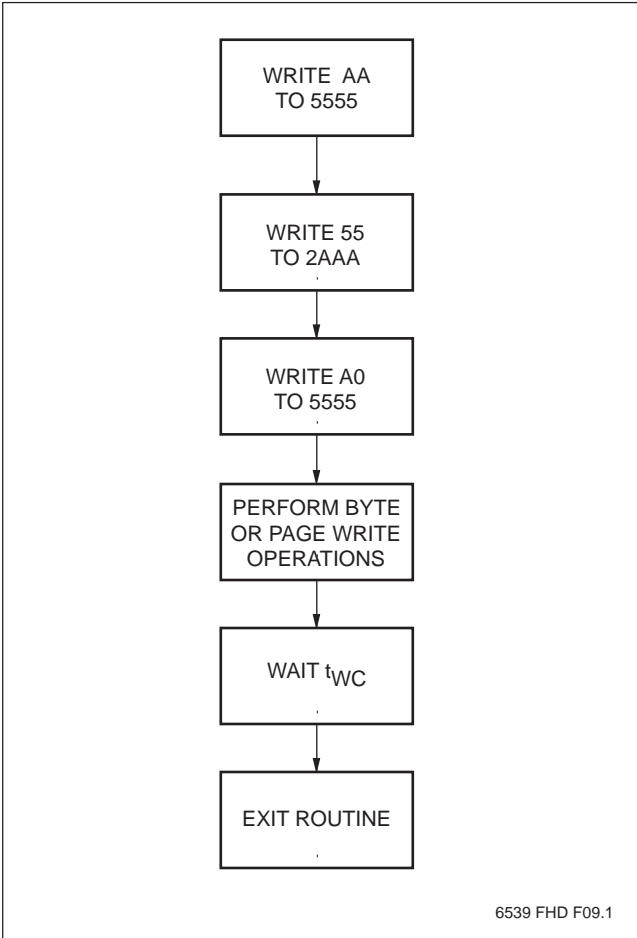 WRITE AA
TO 5555
WRITE 55
TO 2AAA
WRITE A0
TO 5555
PERFORM BYTE
OR PAGE WRITE
OPERATIONS
WAIT tWC
EXIT ROUTINE
6539 FHD F09.1